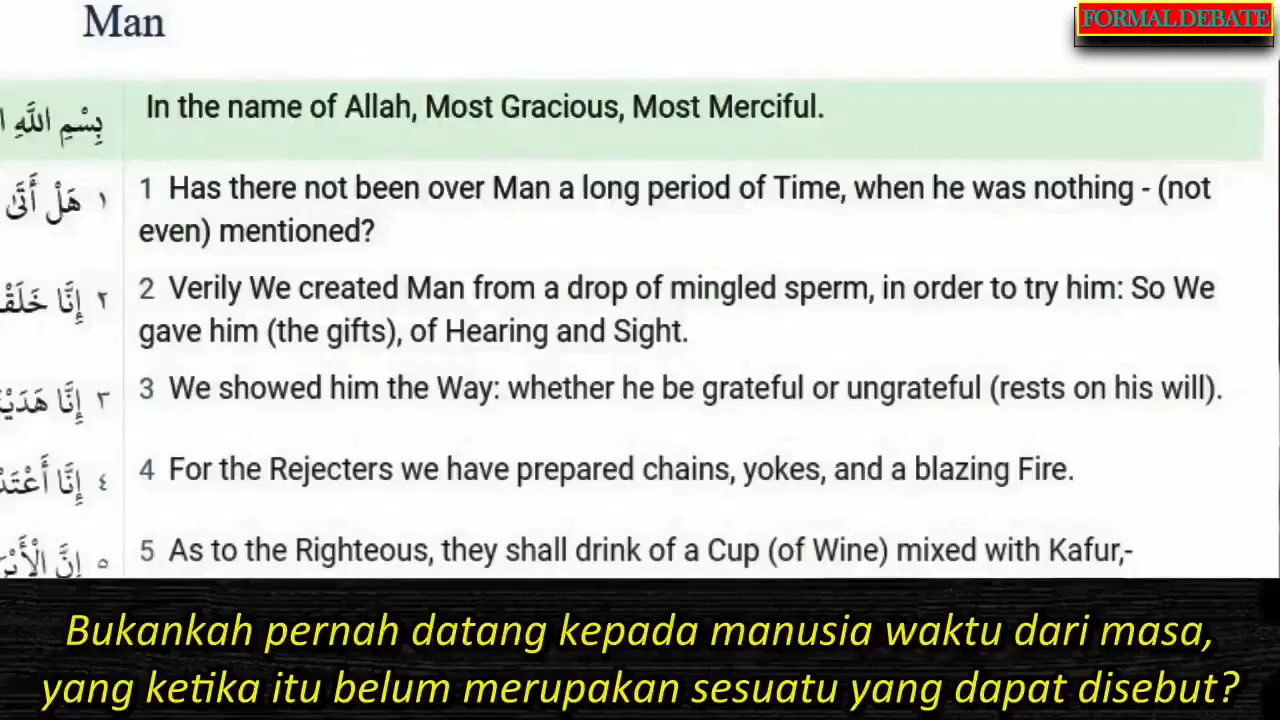 Man
FORMAL DEBATE
بِسْمِ اللَّهِ
In the name of Allah, Most Gracious, Most Merciful.
١ هَلْ أَتَىٰ
1 Has there not been over Man a long period of Time, when he was nothing - (not
even) mentioned?
٢ إِنَّا
2 Verily We created Man from a drop of mingled sperm, in order to try him: So We
gave him (the gifts), of Hearing and Sight.
٣ إِنَّا
3 We showed him the Way: whether he be grateful or ungrateful (rests on his will).
٤ إِنَّا
4 For the Rejecters we have prepared chains, yokes, and a blazing Fire.
٥ إِنَّ
5 As to the Righteous, they shall drink of a Cup (of Wine) mixed with Kafur,-
Bukankah pernah datang kepada manusia waktu dari masa,
yang ketika itu belum merupakan sesuatu yang dapat disebut?